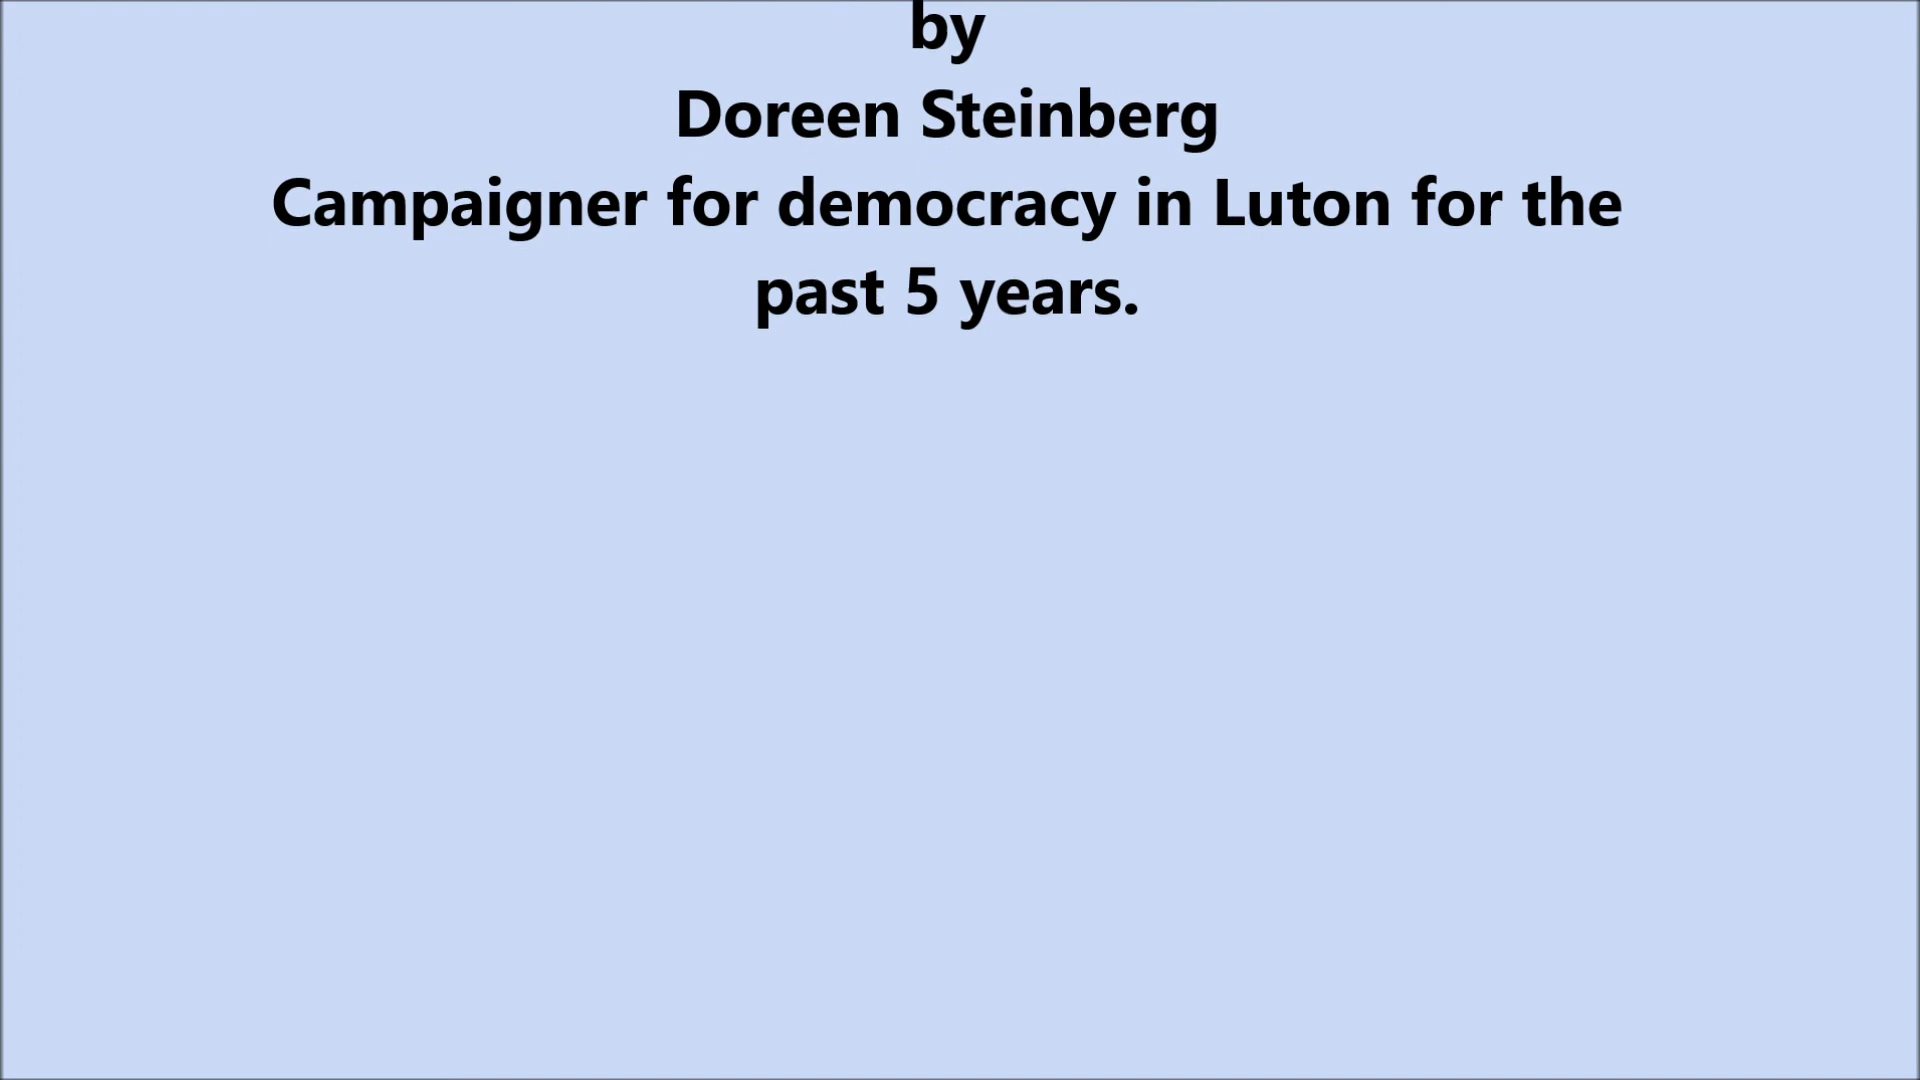 by
Doreen Steinberg
Campaigner for democracy in Luton for the
past 5 years.